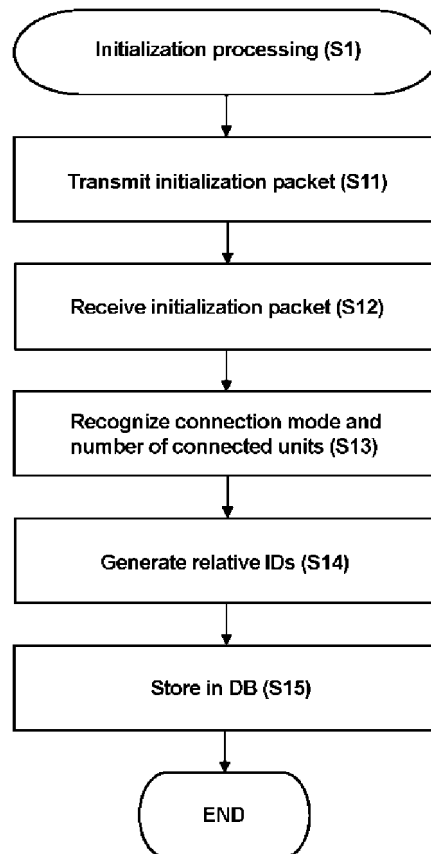 Initialization processing (S1)
Transmit initialization packet (S11)
Receive initialization packet (S12)
Recognize connection mode and
number of connected units (S13)
Generate relative IDs (S14)
Store in DB (S15)
END